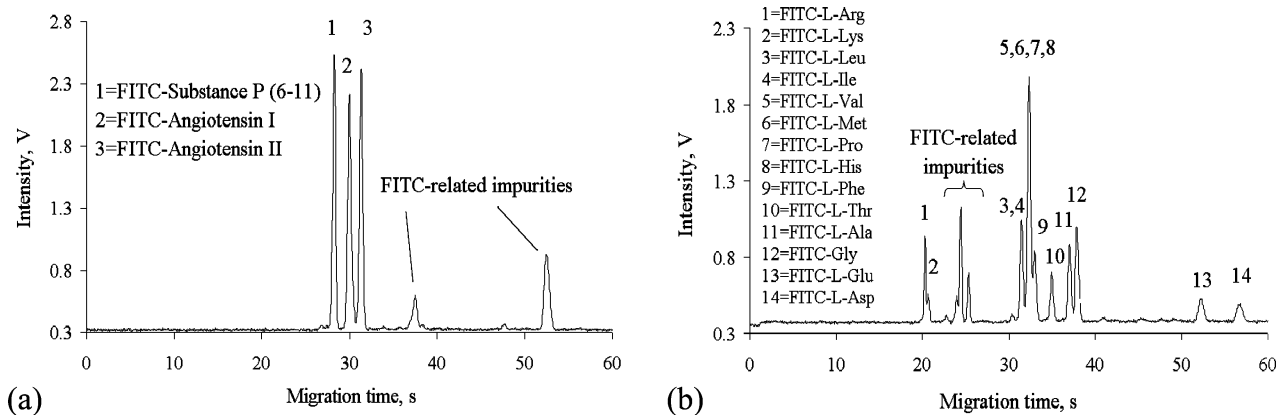 2.8
2.3
1.8
1.3
0.8
0.3
Intensity, V
1
2
3
1=FITC-Substance P (6-11)
2=FITC-Angiotensin I
3=FITC-Angiotensin II
FITC-related impurities
0
10
20
30
40
50
60
Migration time, s
(a)
2.3
1.8
1.3
0.8
0.3
Intensity, V
1=FITC-L-Arg
2=FITC-L-Lys
3=FITC-L-Leu
4=FITC-L-Ile
5=FITC-L-Val
6=FITC-L-Met
7=FITC-L-Pro
8=FITC-L-His
9=FITC-L-Phe
10=FITC-L-Thr
11=FITC-L-Ala
12=FITC-Gly
13=FITC-L-Glu
14=FITC-L-Asp
1
2
FITC-related
impurities
3,4
5,6,7,8
9
10
11
12
13
14
0
10
20
30
40
50
60
Migration time, s
(b)